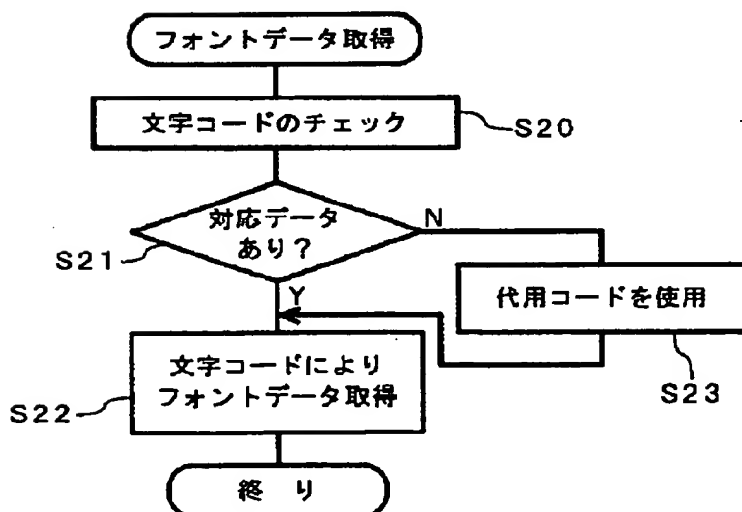 フォントデータ取得
文字コードのチェック
S20
対応データ
あり？
N
S21
代用コードを使用
Y
文字コードにより
フォントデータ取得
S23
S22
終り